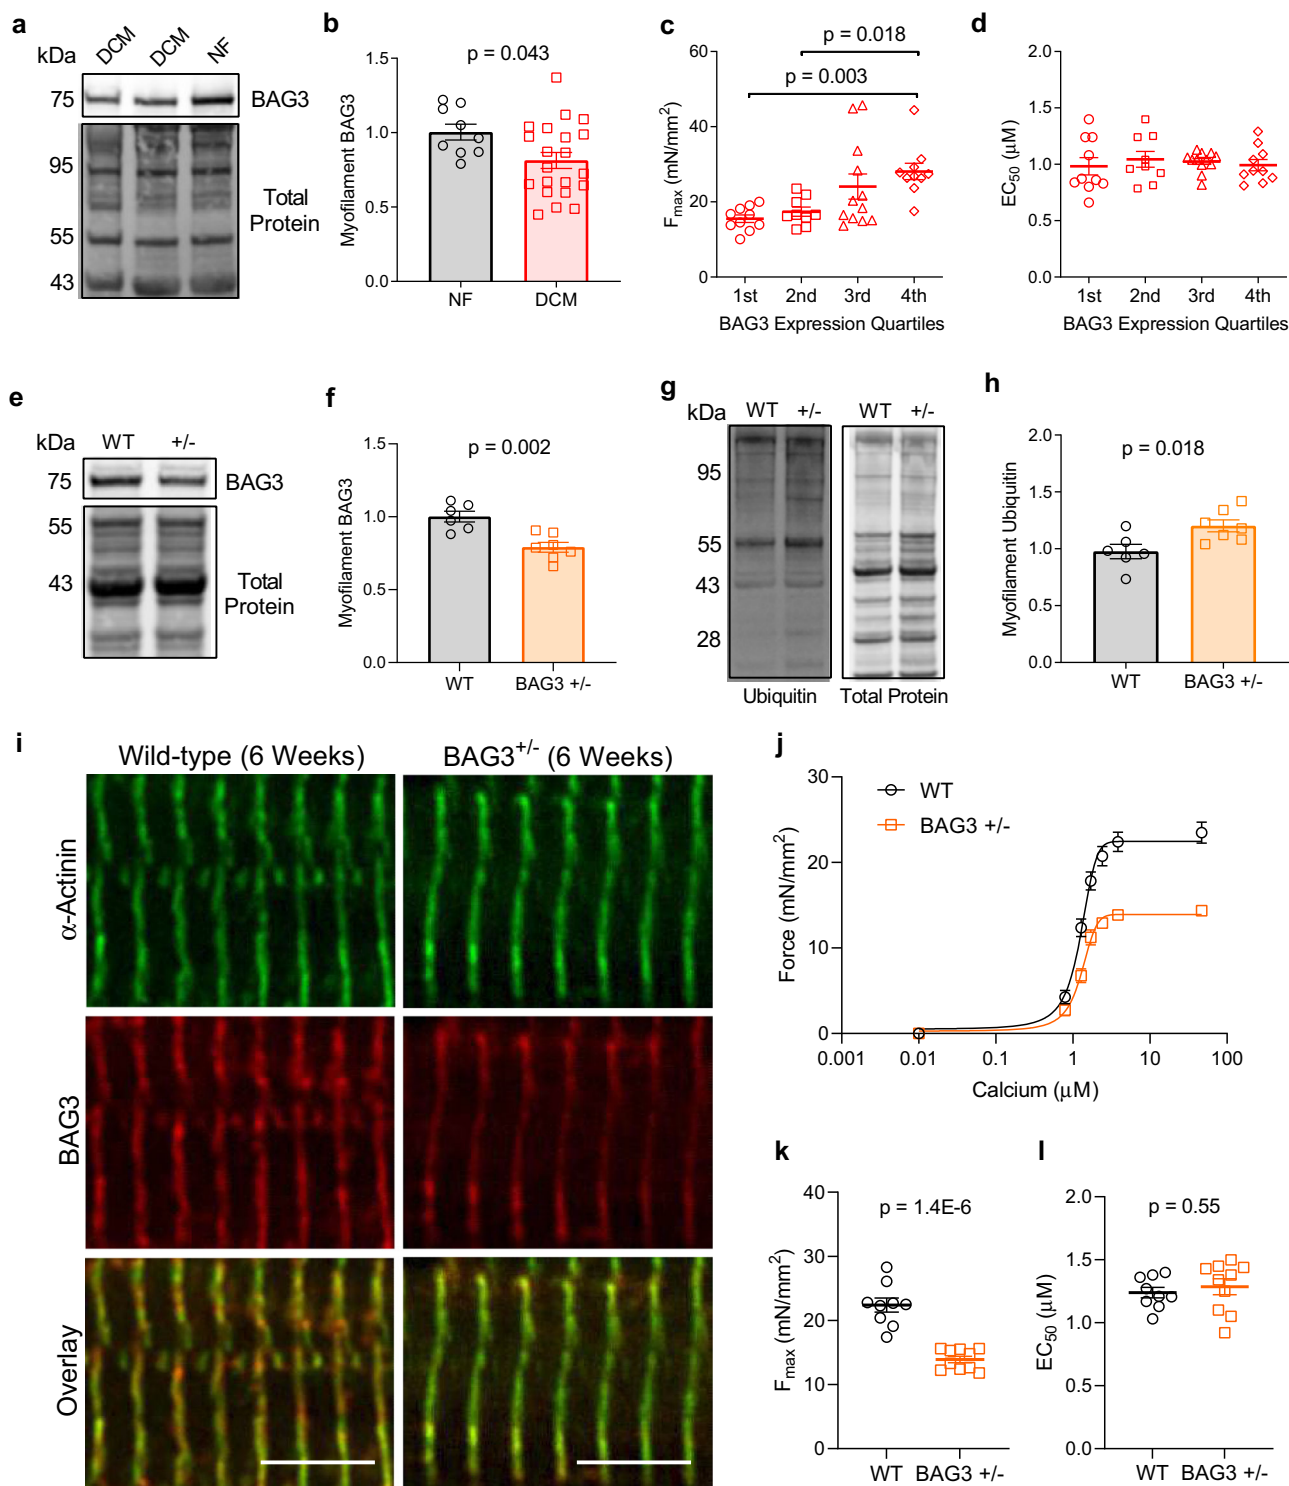 a
kDa
DCM
DCM
NF
75
BAG3
95
55
43
Total
Protein
b
Myofilament BAG3
1.5
1.0
0.5
0.0
p = 0.043
NF
DCM
c
F_max (mN/mm²)
60
40
20
0
p = 0.018
p = 0.003
1st 2nd 3rd 4th
BAG3 Expression Quartiles
d
EC₅₀ (μM)
2.0
1.5
1.0
0.5
0.0
1st 2nd 3rd 4th
BAG3 Expression Quartiles
e
kDa
WT +/-
75
BAG3
55
43
Total
Protein
f
Myofilament BAG3
1.5
1.0
0.5
0.0
p = 0.002
WT
BAG3 +/-
g
kDa
WT +/- WT +/-
95
55
43
28
Ubiquitin
Total Protein
h
Myofilament Ubiquitin
2.0
1.5
1.0
0.5
0.0
p = 0.018
WT
BAG3 +/-
i
Wild-type (6 Weeks)
BAG3⁺/⁻ (6 Weeks)
α-Actinin
BAG3
Overlay
j
Force (mN/mm²)
30
20
10
0
WT
BAG3 +/-
0.001 0.01 0.1 1 10 100
Calcium (μM)
k
F_max (mN/mm²)
40
30
20
10
0
p = 1.4E-6
WT BAG3 +/-
l
EC₅₀ (μM)
2.0
1.5
1.0
0.5
0.0
p = 0.55
WT BAG3 +/-